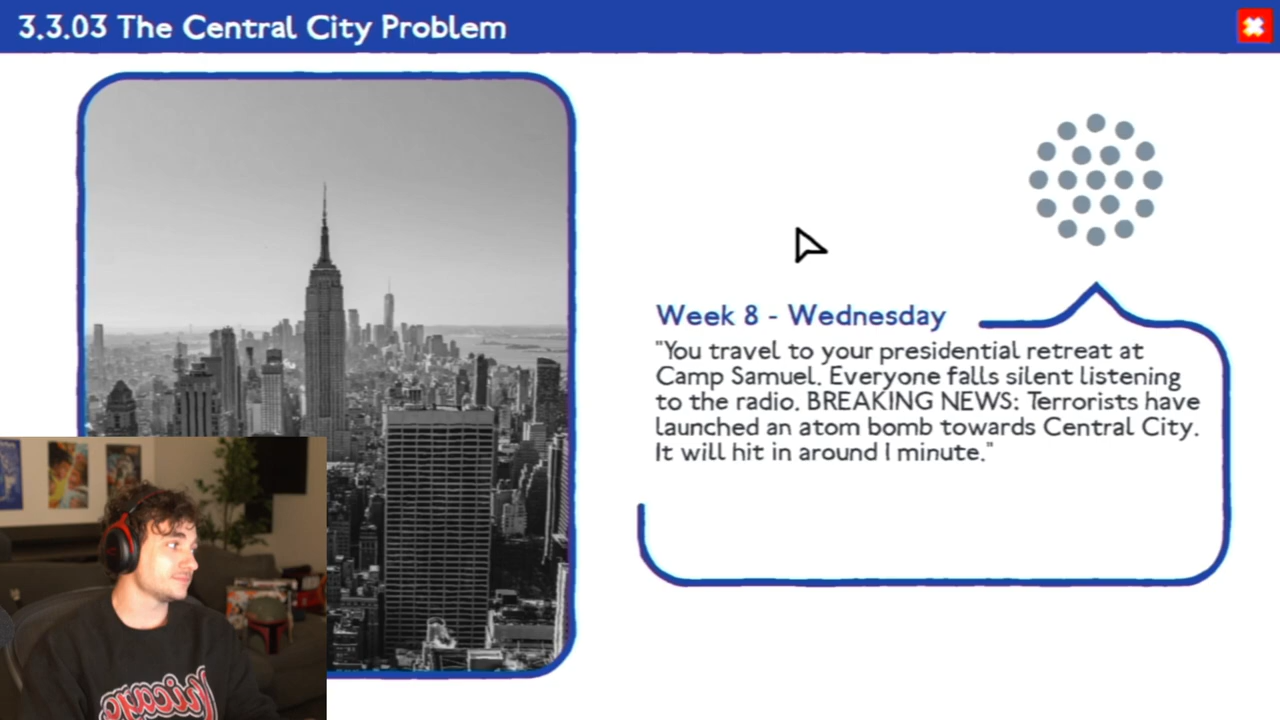 3.3.03 The Central City Problem
Week 8 - Wednesday
"You travel to your presidential retreat at
Camp Samuel. Everyone falls silent listening
to the radio. BREAKING NEWS: Terrorists have
launched an atom bomb towards Central City.
It will hit in around 1 minute."
Chicago